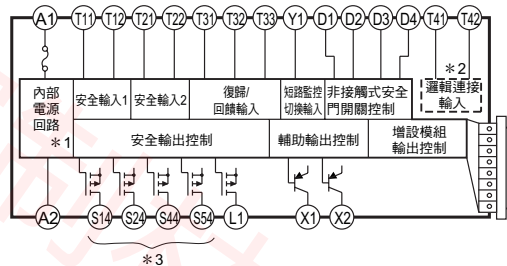 A1 T11 T12 T21 T22 T31 T32 T33 Y1 D1 D2 D3 D4 T41 T42
＊2
內部
電源
回路
＊1
安全輸入1
安全輸入2
復歸/
回饋輸入
短路監控
切換輸入
非接觸式安全
門開關控制
邏輯連接
輸入
安全輸出控制
輔助輸出控制
增設模組
輸出控制
A2 S14 S24 S44 S54 L1 X1 X2
＊3